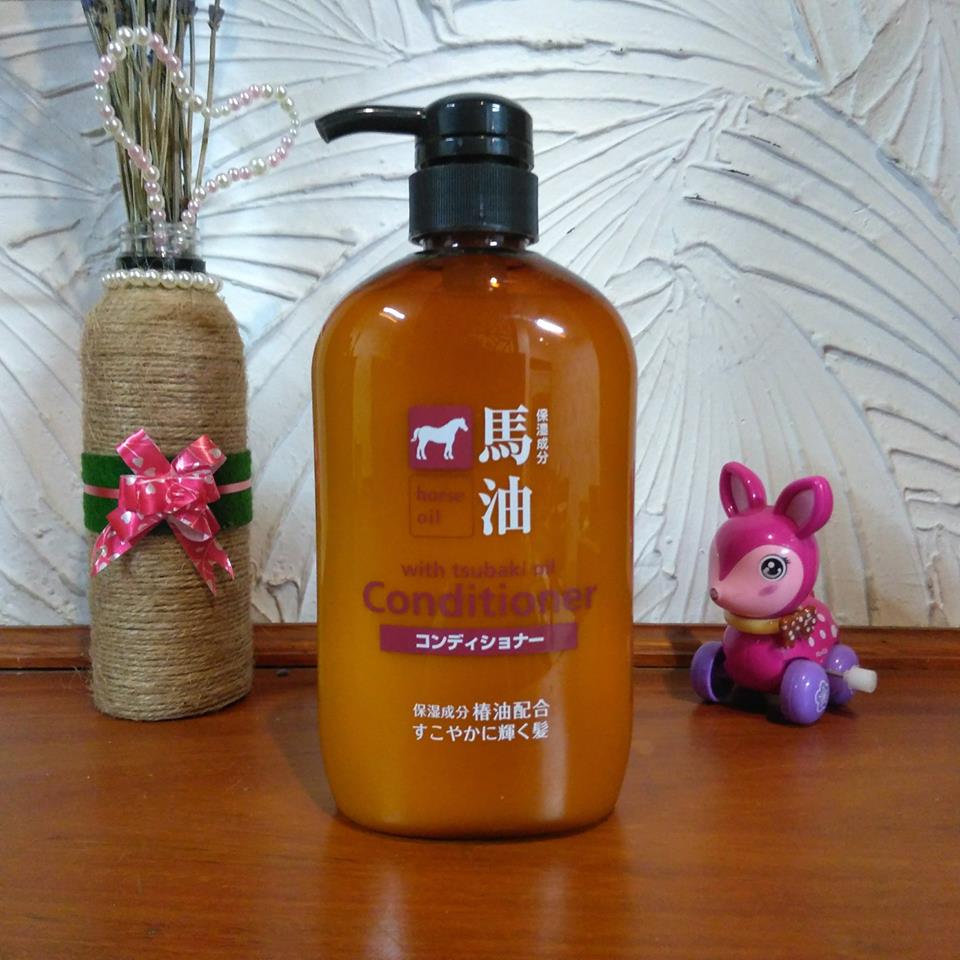 馬油
保湿成分
horse
oil
with tsubaki oil
Conditioner
コンディショナー
保湿成分 椿油配合
すこやかに輝く髪